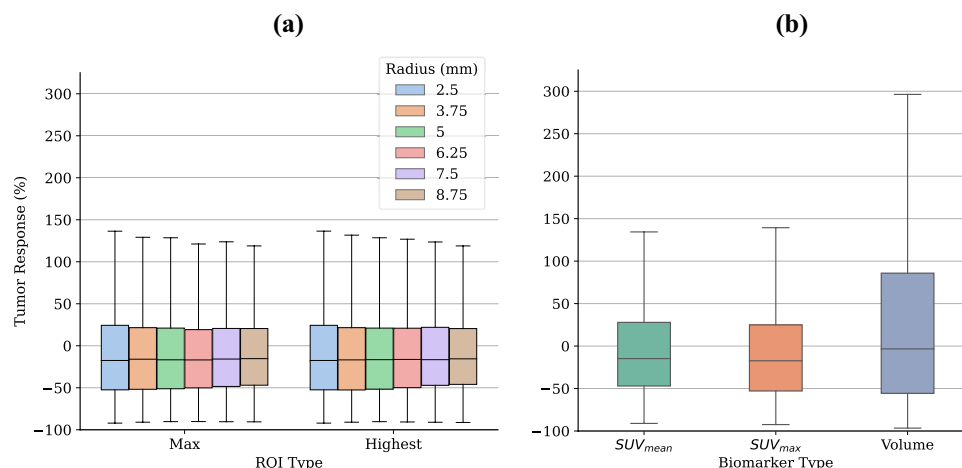 (a)
Tumor Response (%)
300
250
200
150
100
50
0
−50
−100
Radius (mm)
2.5
3.75
5
6.25
7.5
8.75
Max
Highest
ROI Type
(b)
300
250
200
150
100
50
0
−50
−100
SUVmean
SUVmax
Volume
Biomarker Type